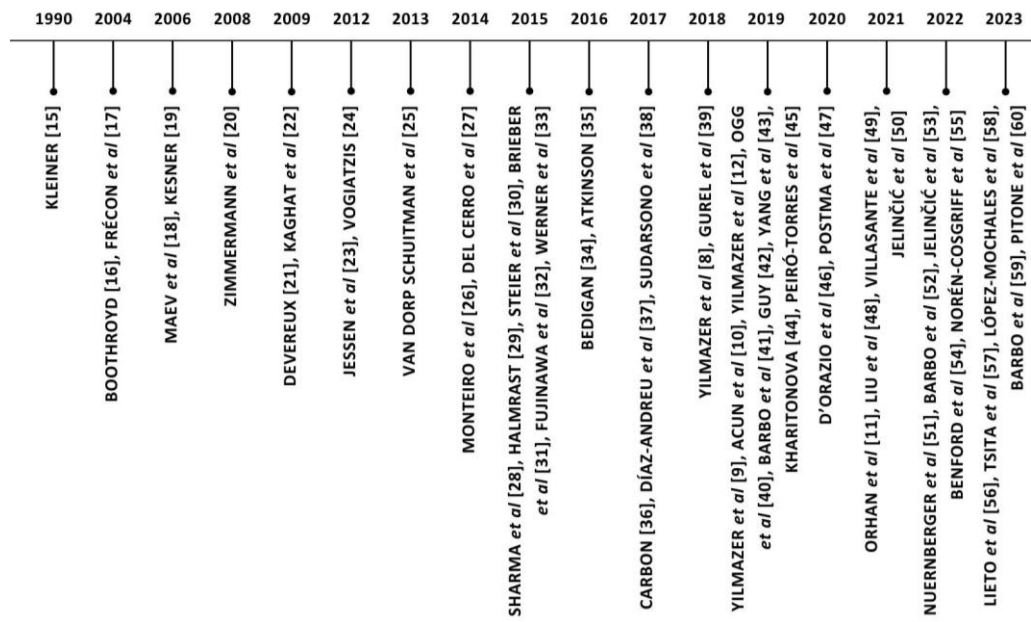 1990 2004 2006 2008 2009 2012 2013 2014 2015 2016 2017 2018 2019 2020 2021 2022 2023
KLEINER [15]
BOOTHROYD [16], FRÉCON et al [17]
MAEV et al [18], KESNER [19]
ZIMMERMANN et al [20]
DEVEREUX [21], KAGHAT et al [22]
JESSEN et al [23], VOGIATZIS [24]
VAN DORP SCHUITMAN et al [25]
MONTEIRO et al [26], DEL CERRO et al [27]
SHARMA et al [28], HALMRAST [29], STEIER et al [30], BRIEBER
et al [31], FUJINAWA et al [32], WERNER et al [33]
BEDIGAN [34], ATKINSON [35]
CARBON [36], DÍAZ-ANDREU et al [37], SUDARSONO et al [38]
YILMAZER et al [8], GUREL et al [39]
YILMAZER et al [9], ACUN et al [10], YILMAZER et al [12], OGG
et al [40], BARBO et al [41], GUY [42], YANG et al [43],
KHARITONOVA [44], PEIRÓ-TORRES et al [45]
D’ORAZIO et al [46], POSTMA et al [47]
ORHAN et al [11], LIU et al [48], VILLASANTE et al [49],
JELINČIĆ et al [50]
NUERNBERGER et al [51], BARBO et al [52], JELINČIĆ et al [53],
BENFORD et al [54], NORÉN-COSGRIFF et al [55]
LIETO et al [56], TSITA et al [57], LÓPEZ-MOCHALES et al [58],
BARBO et al [59], PITONE et al [60]